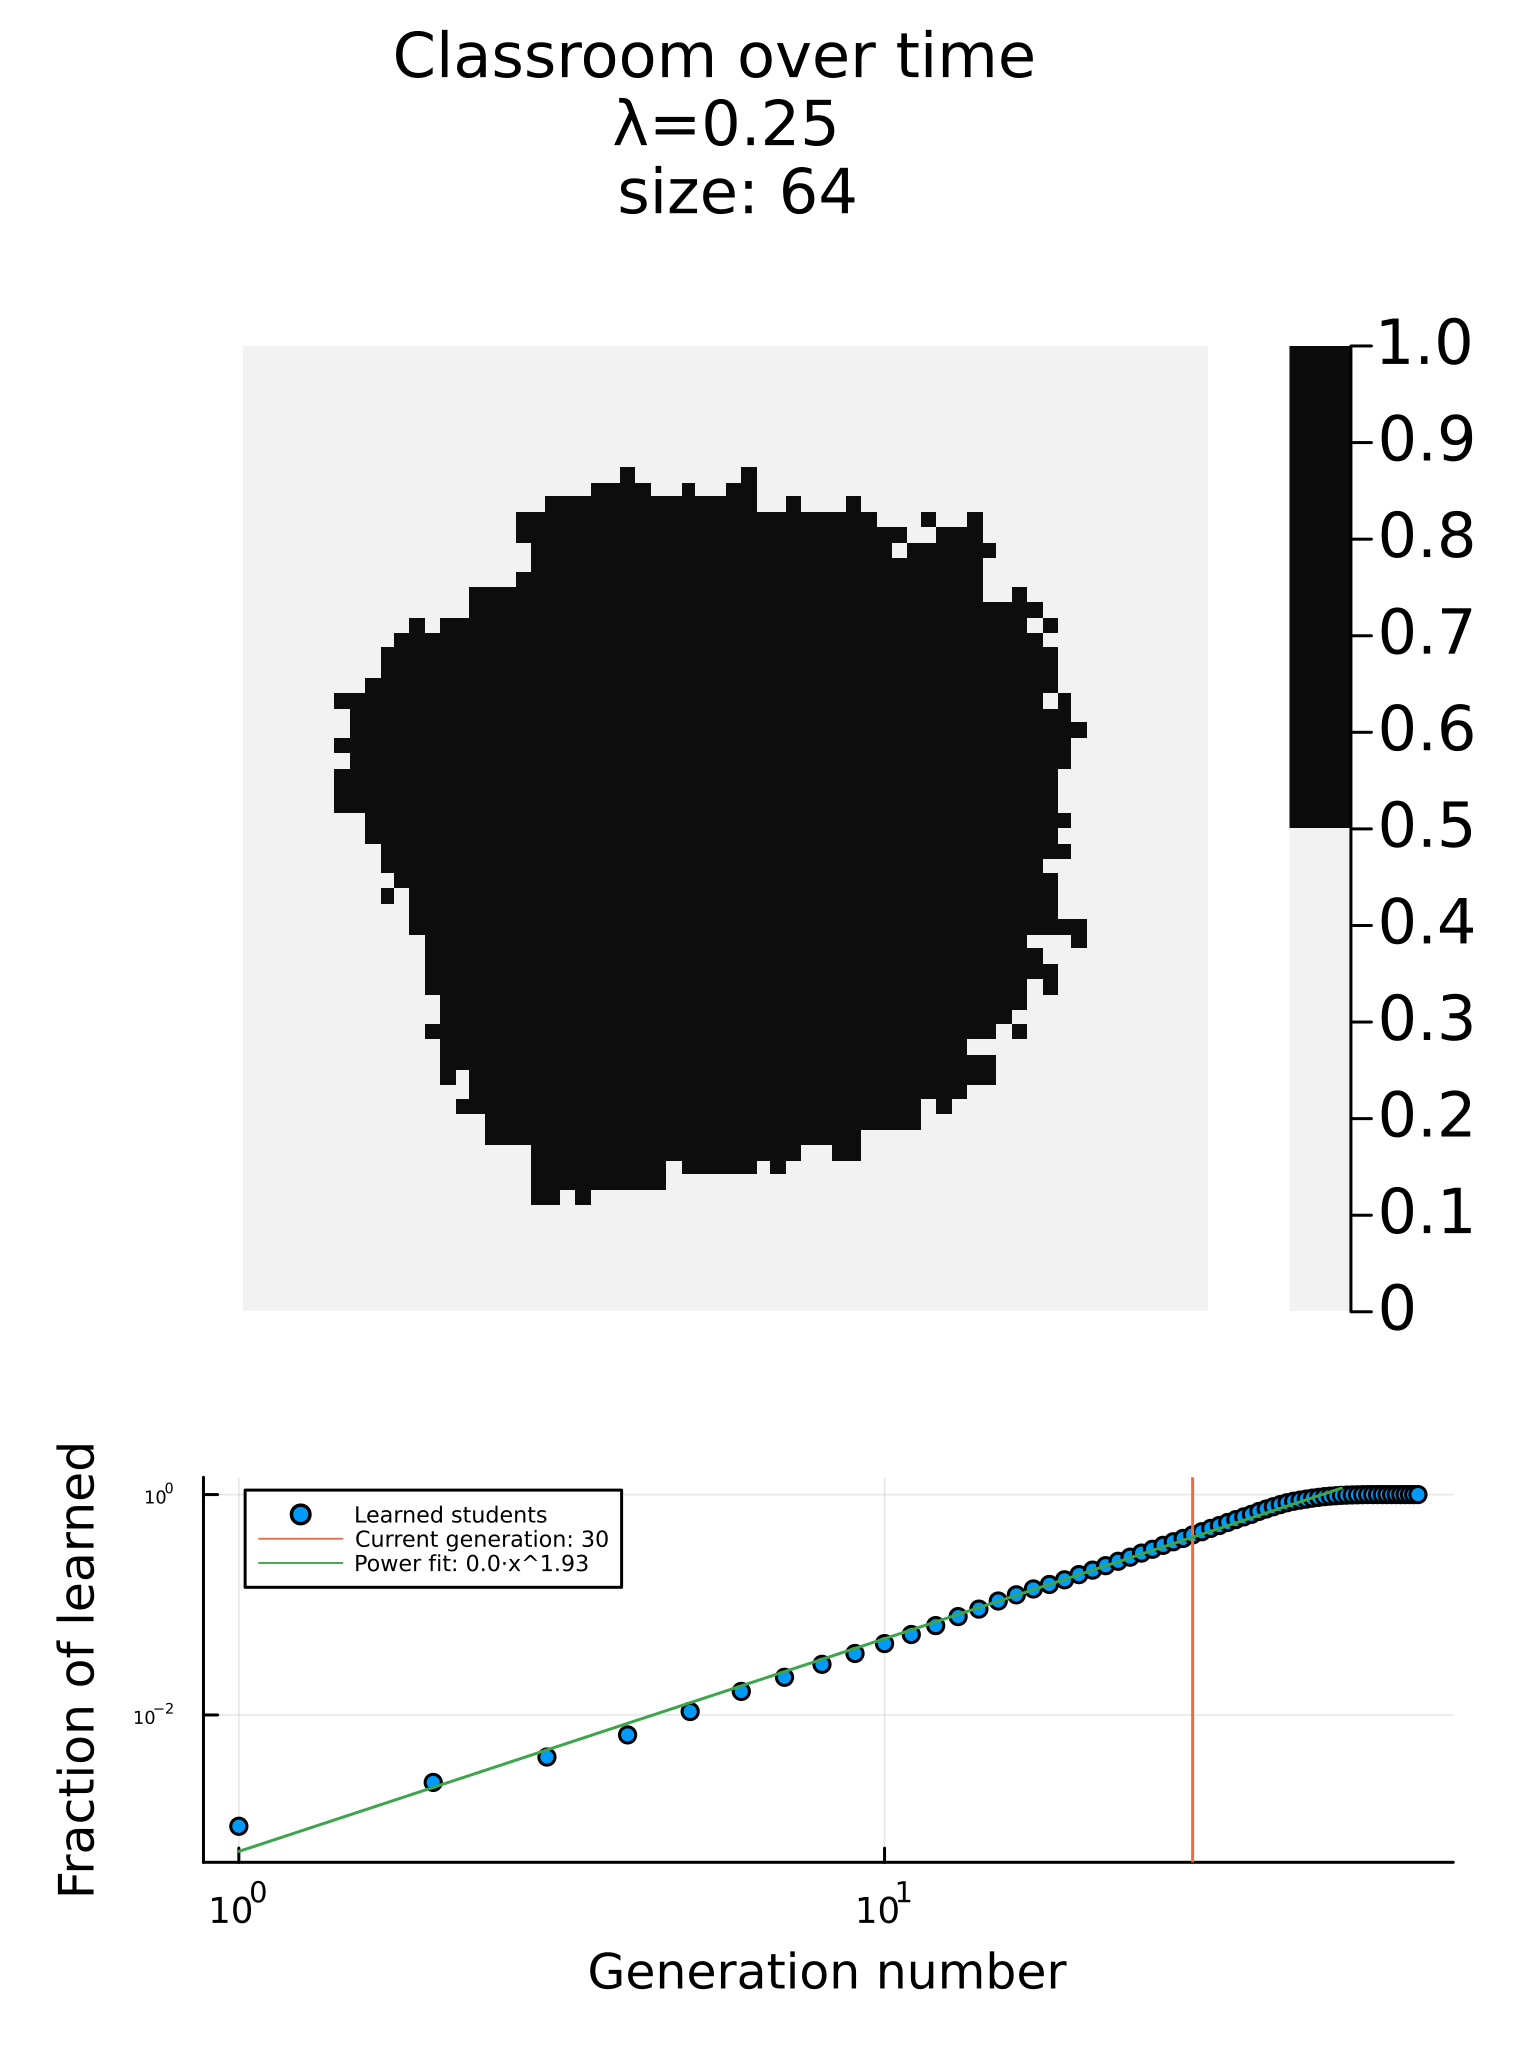 Classroom over time
λ=0.25
size: 64
1.0
0.9
0.8
0.7
0.6
0.5
0.4
0.3
0.2
0.1
0
Fraction of learned
10^0
10^−2
Learned students
Current generation: 30
Power fit: 0.0·x^1.93
10^0
10^1
Generation number